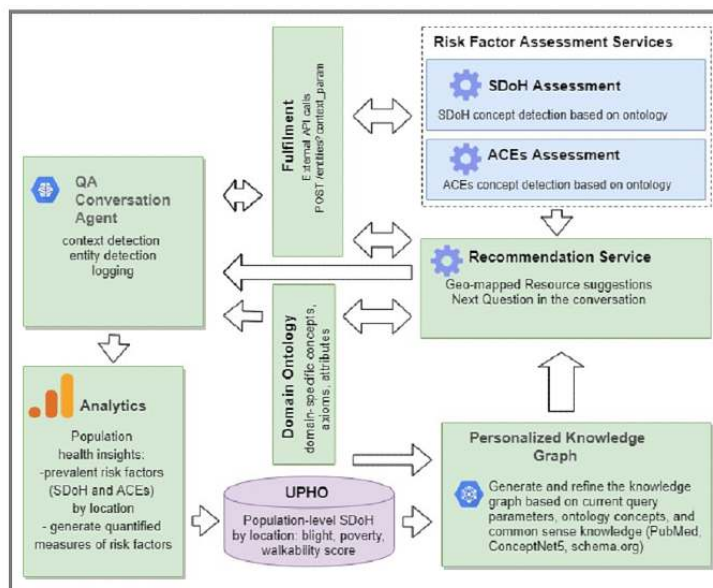 Risk Factor Assessment Services
SDoH Assessment
SDoH concept detection based on ontology
ACEs Assessment
ACEs concept detection based on ontology
Fulfilment
External API calls
POST /entities?context_param
QA
Conversation
Agent
context detection
entity detection
logging
Recommendation Service
Geo-mapped Resource suggestions
Next Question in the conversation
Domain Ontology
domain-specific concepts,
axioms, attributes
Analytics
Population
health insights:
-prevalent risk factors
(SDoH and ACEs)
by location
- generate quantified
measures of risk factors
UPHO
Population-level SDoH
by location: blight, poverty,
walkability score
Personalized Knowledge
Graph
Generate and refine the knowledge
graph based on current query
parameters, ontology concepts, and
common sense knowledge (PubMed,
ConceptNet5, schema.org)